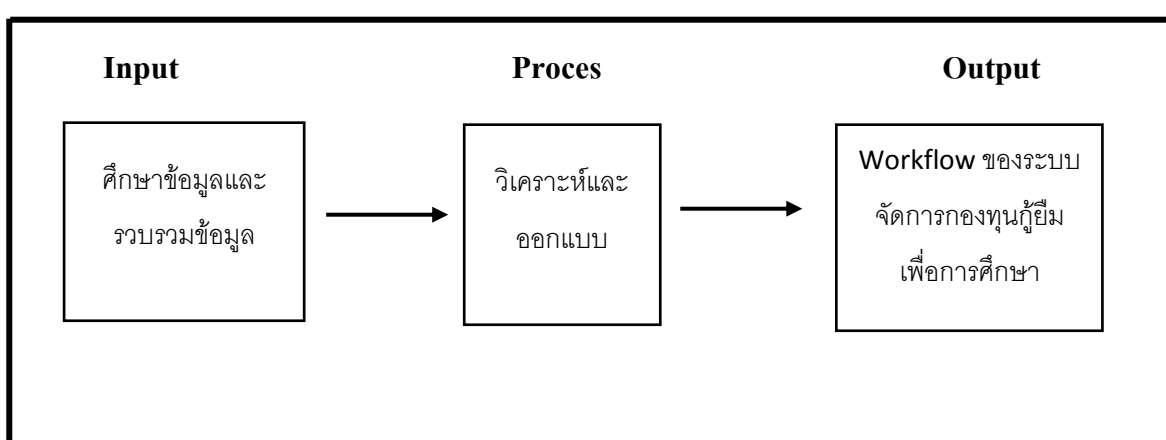 Input
Proces
Output
ศึกษาข้อมูลและ
รวบรวมข้อมูล
วิเคราะห์และ
ออกแบบ
Workflow ของระบบ
จัดการกองทุนกู้ยืม
เพื่อการศึกษา